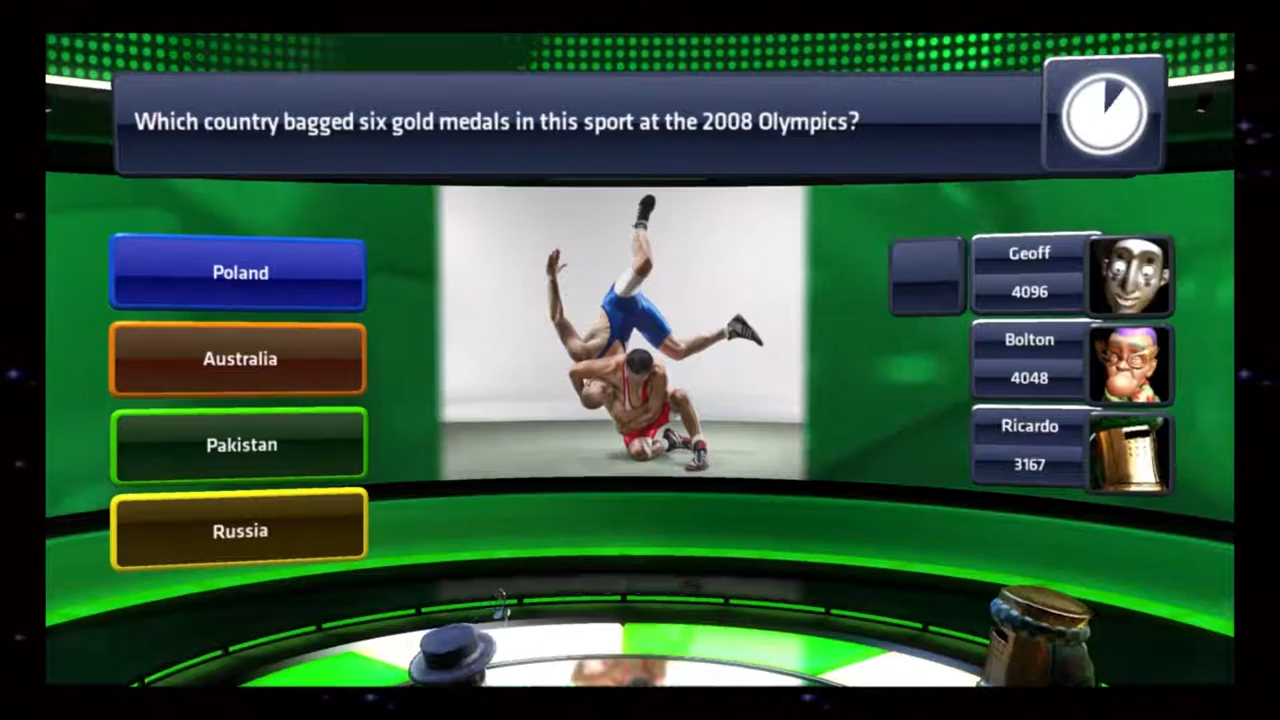 Which country bagged six gold medals in this sport at the 2008 Olympics?
Poland
Australia
Pakistan
Russia
Geoff
4096
Bolton
4048
Ricardo
3167